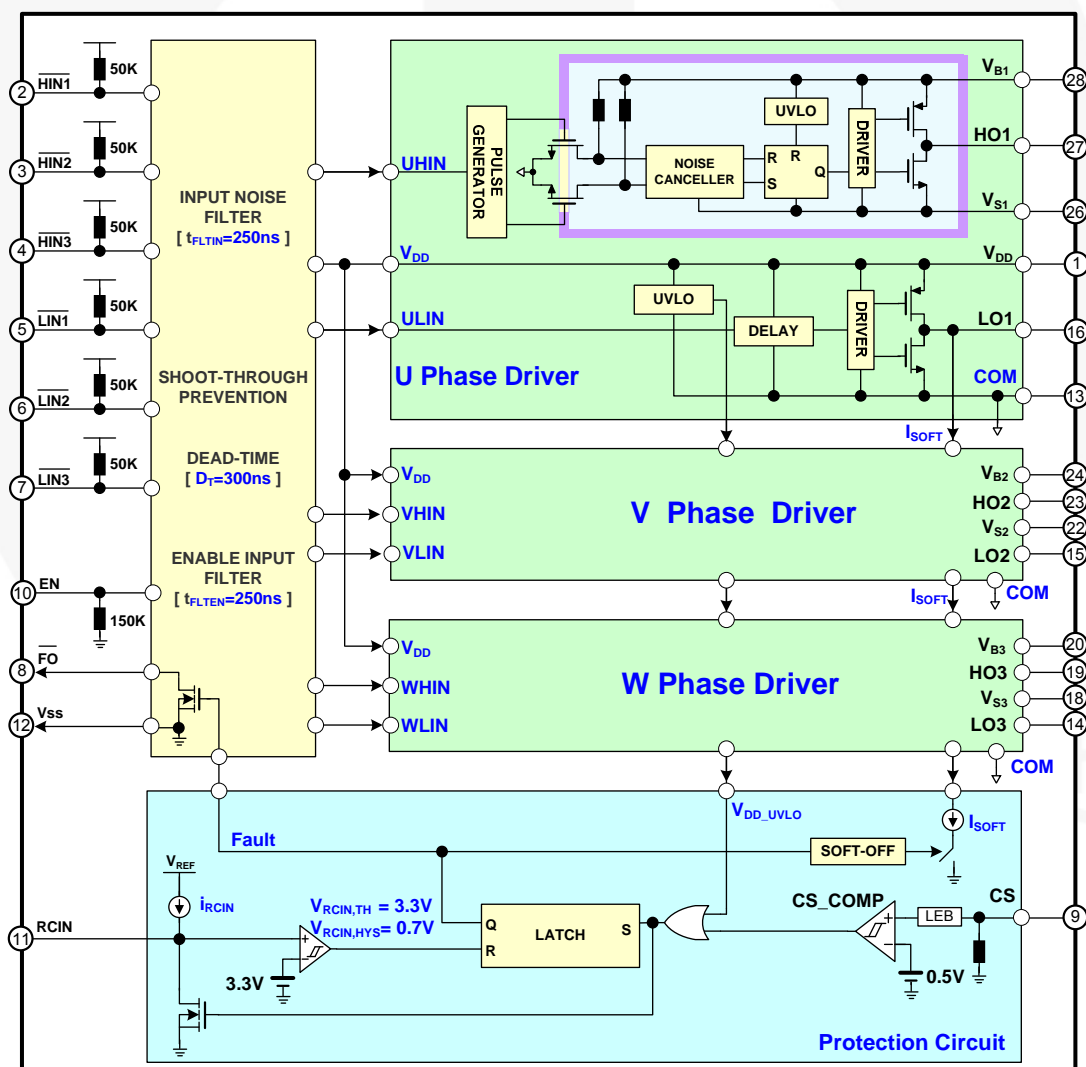 2
HIN1
50K
3
HIN2
50K
4
HIN3
50K
5
LIN1
50K
6
LIN2
50K
7
LIN3
50K
10
EN
150K
8
FO
12
Vss
INPUT NOISE
FILTER
[ tFLTIN=250ns ]
SHOOT-THROUGH
PREVENTION
DEAD-TIME
[ DT=300ns ]
ENABLE INPUT
FILTER
[ tFLTEN=250ns ]
UHIN
PULSE
GENERATOR
NOISE
CANCELLER
UVLO
R
R
S
Q
DRIVER
VB1
28
HO1
27
VS1
26
VDD
VDD
1
UVLO
ULIN
DELAY
DRIVER
LO1
16
U Phase Driver
COM
13
ISOFT
VDD
VHIN
VLIN
V Phase Driver
VB2
24
HO2
23
VS2
22
LO2
15
COM
ISOFT
VDD
WHIN
WLIN
W Phase Driver
VB3
20
HO3
19
VS3
18
LO3
14
COM
VDD_UVLO
ISOFT
Fault
SOFT-OFF
VREF
iRCIN
VRCIN,TH = 3.3V
VRCIN,HYS= 0.7V
11
RCIN
+
−
3.3V
Q
R
LATCH
S
CS_COMP
+
−
LEB
CS
9
0.5V
Protection Circuit